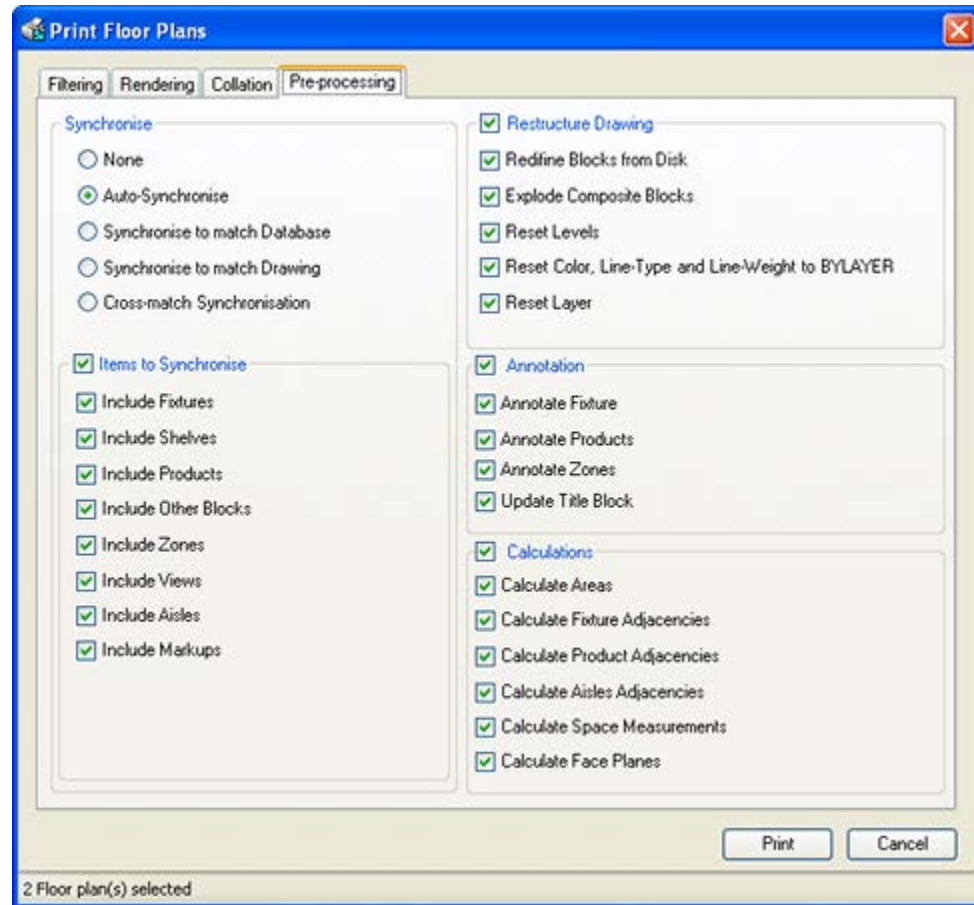 Print Floor Plans
Filtering Rendering Collation Pre-processing
Synchronise
None
Auto-Synchronise
Synchronise to match Database
Synchronise to match Drawing
Cross-match Synchronisation
Items to Synchronise
Include Fixtures
Include Shelves
Include Products
Include Other Blocks
Include Zones
Include Views
Include Aisles
Include Markups
Restructure Drawing
Redifine Blocks from Disk
Explode Composite Blocks
Reset Levels
Reset Color, Line-Type and Line-Weight to BYLAYER
Reset Layer
Annotation
Annotate Fixture
Annotate Products
Annotate Zones
Update Title Block
Calculations
Calculate Areas
Calculate Fixture Adjacencies
Calculate Product Adjacencies
Calculate Aisles Adjacencies
Calculate Space Measurements
Calculate Face Planes
Print Cancel
2 Floor plan(s) selected